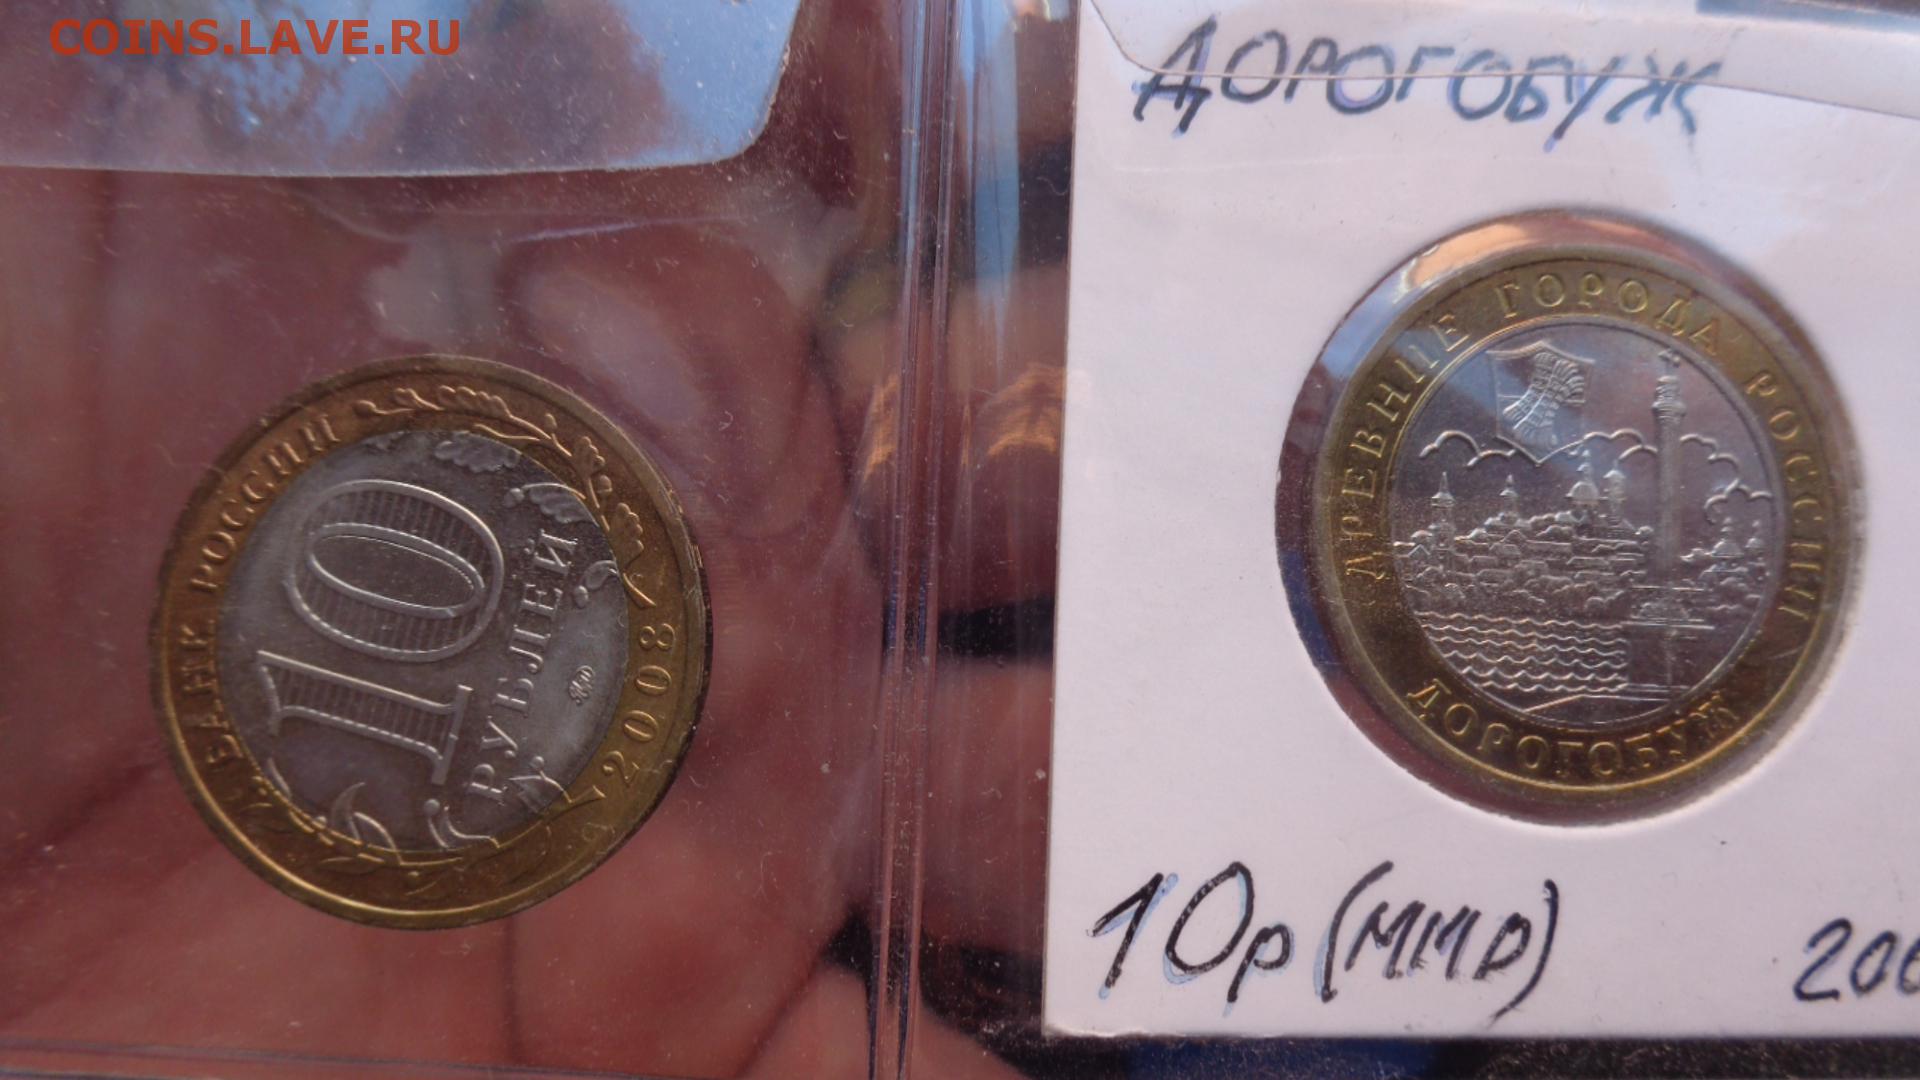 COINS.LAVE.RU
ДОРОГОБУЖ
БАНК РОССИИ
10
РУБЛЕЙ
2008
ДРЕВНИЕ ГОРОДА РОССИИ
ДОРОГОБУЖ
10р (ММД)
200